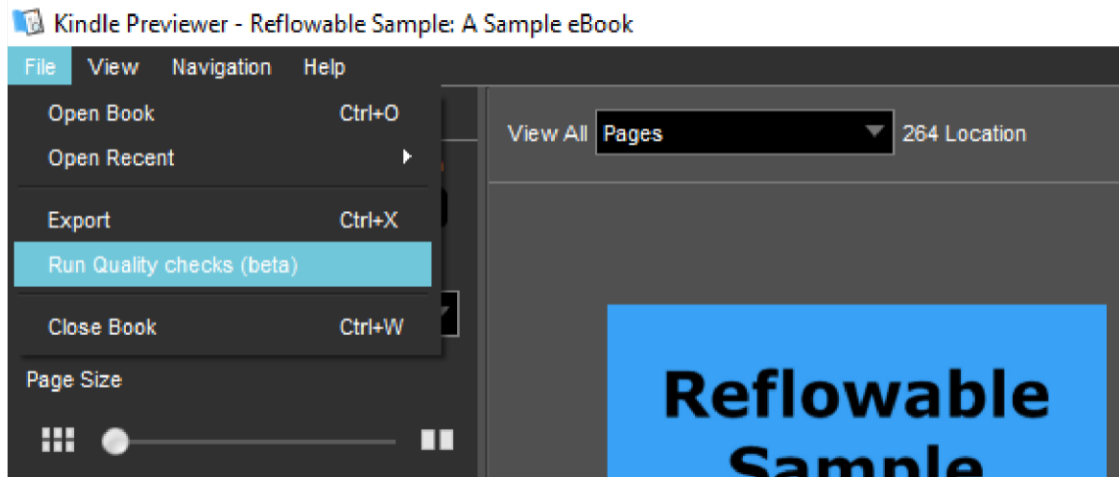 Kindle Previewer - Reflowable Sample: A Sample eBook
File View Navigation Help
Open Book Ctrl+O
Open Recent
Export Ctrl+X
Run Quality checks (beta)
Close Book Ctrl+W
Page Size
View All Pages 264 Location
Reflowable
Sample